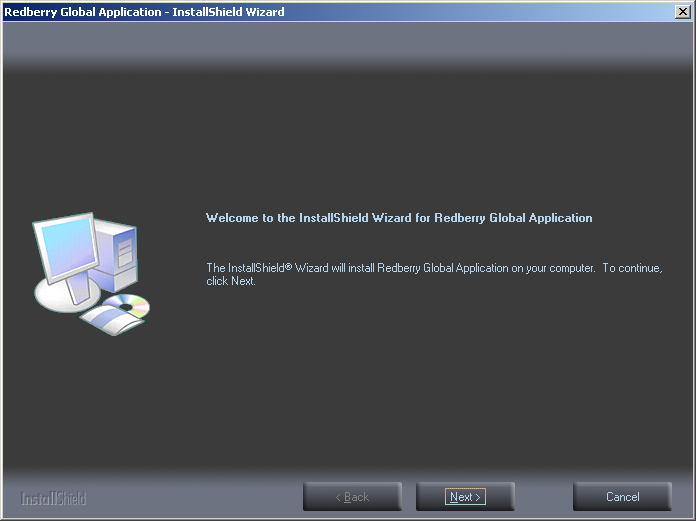 Redberry Global Application - InstallShield Wizard
Welcome to the InstallShield Wizard for Redberry Global Application
The InstallShield® Wizard will install Redberry Global Application on your computer.  To continue,
click Next.
InstallShield
< Back
Next >
Cancel